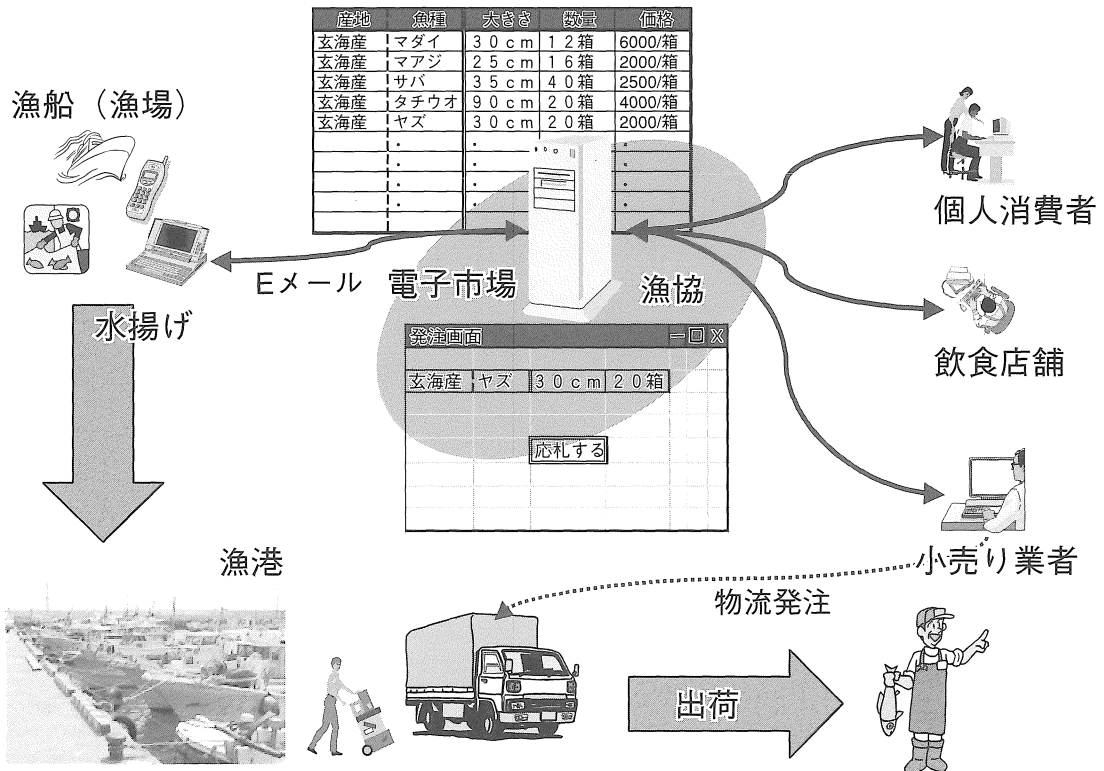 産地 魚種 大きさ 数量 価格
玄海産 マダイ 30cm 12箱 6000/箱
玄海産 マアジ 25cm 16箱 2000/箱
玄海産 サバ 35cm 40箱 2500/箱
玄海産 タチウオ 90cm 20箱 4000/箱
玄海産 ヤズ 30cm 20箱 2000/箱
漁船（漁場）
個人消費者
Eメール
電子市場
漁協
水揚げ
発注画面
玄海産 ヤズ 30cm 20箱
応札する
飲食店舗
小売り業者
漁港
物流発注
出荷